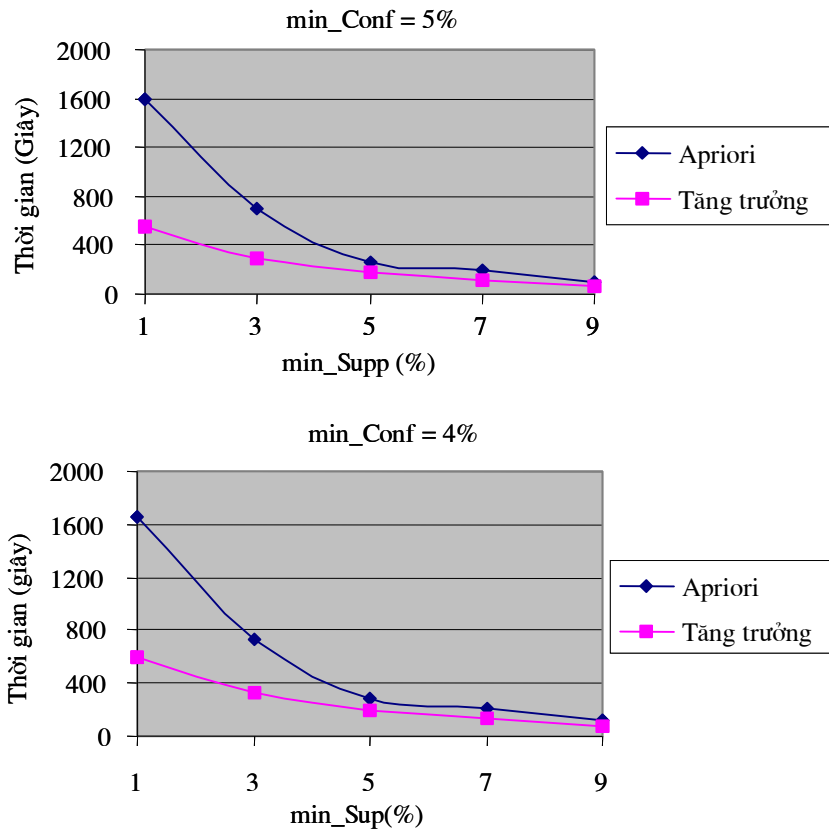 min_Conf = 5%
Thời gian (Giây)
2000
1600
1200
800
400
0
1 3 5 7 9
min_Supp (%)
Apriori
Tăng trưởng
min_Conf = 4%
Thời gian (giây)
2000
1600
1200
800
400
0
1 3 5 7 9
min_Sup(%)
Apriori
Tăng trưởng